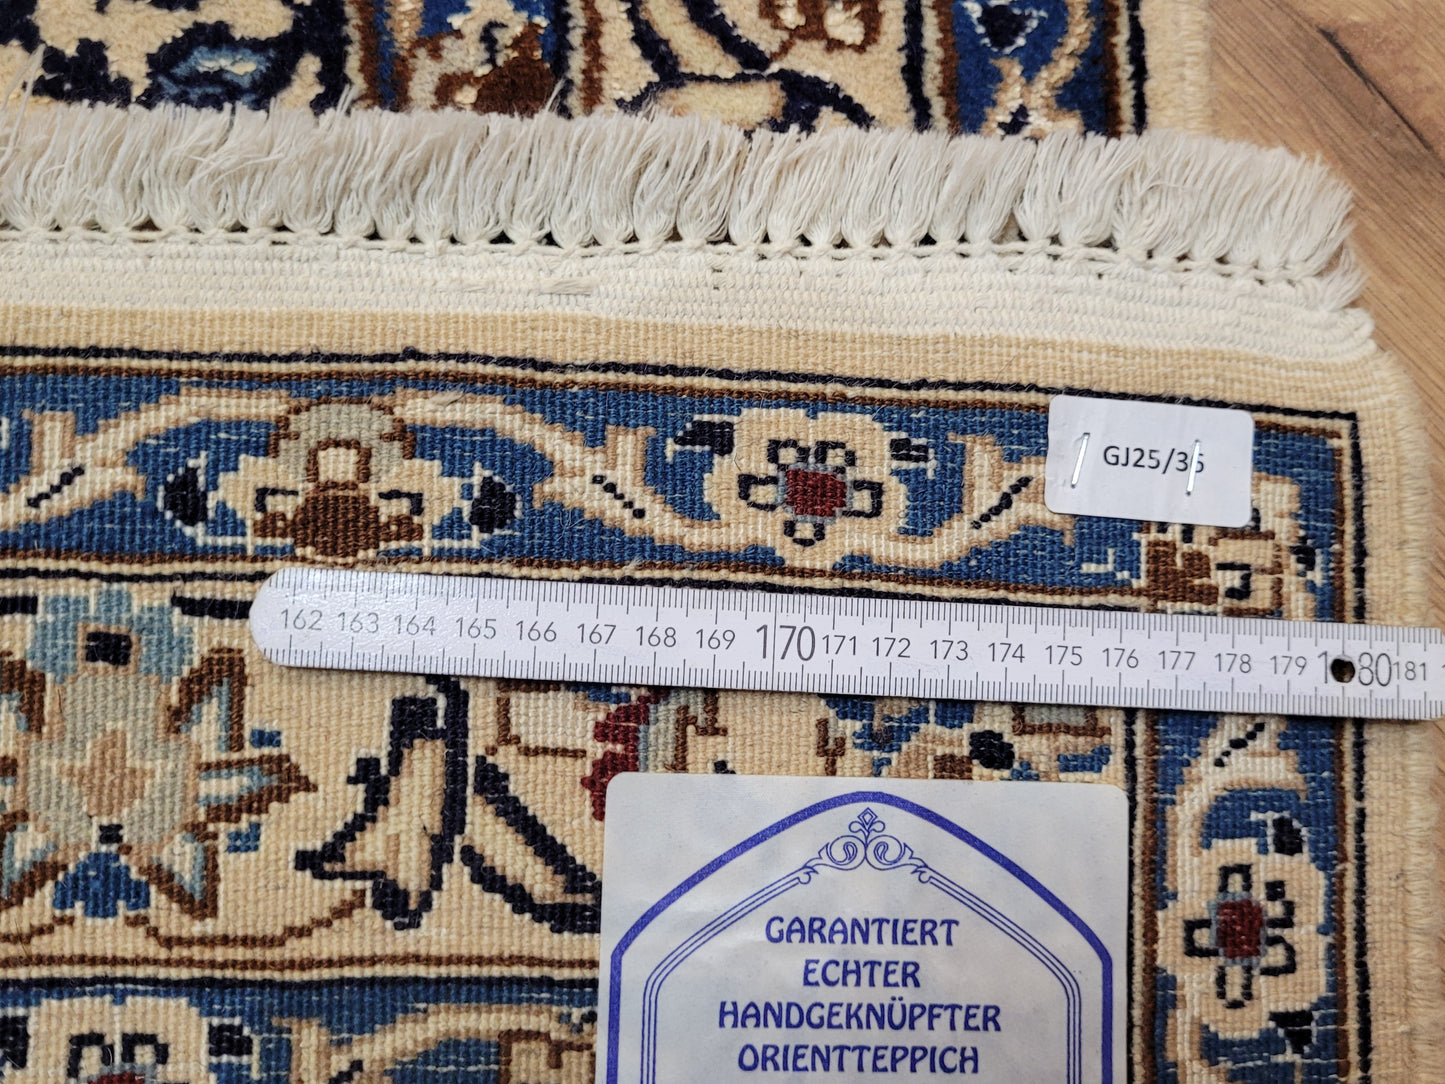 GJ25/36
162 163 164 165 166 167 168 169 170 171 172 173 174 175 176 177 178 179 180 181
GARANTIERT
ECHTER
HANDGEKNÜPFTER
ORIENTTEPPICH